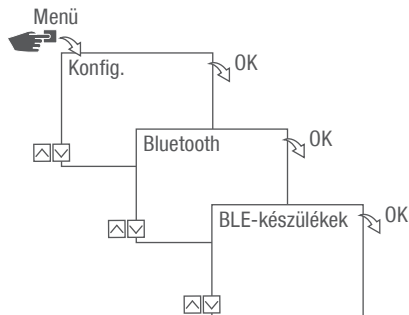 Menü
Konfig.
OK
Bluetooth
OK
BLE-készülékek
OK